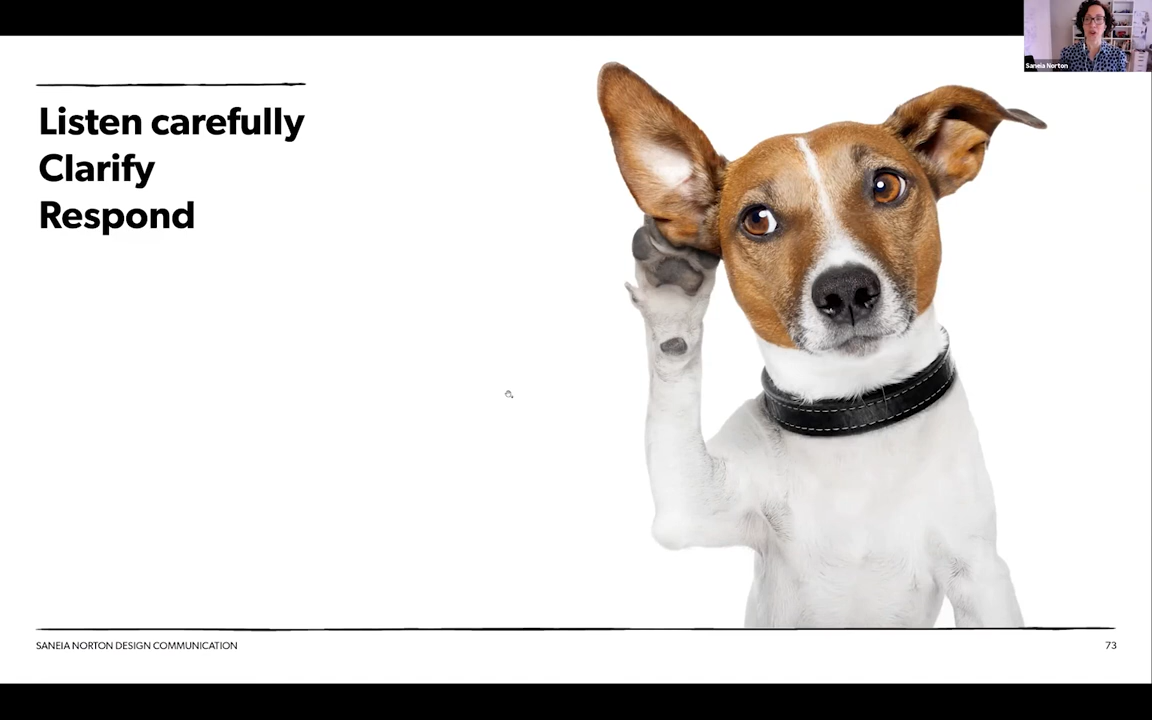 Saneia Norton
Listen carefully
Clarify
Respond
SANEIA NORTON DESIGN COMMUNICATION
73